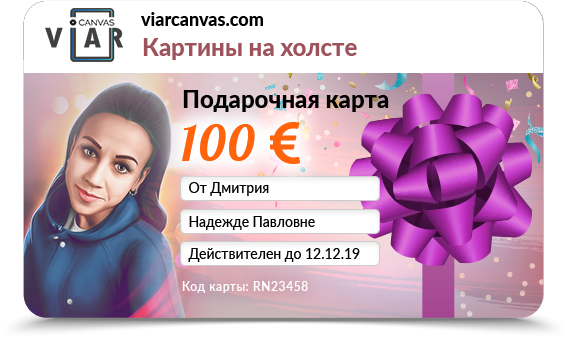 CANVAS
VIAR
viarcanvas.com
Картины на холсте
Подарочная карта
100 €
От Дмитрия
Надежде Павловне
Действителен до 12.12.19
Код карты: RN23458